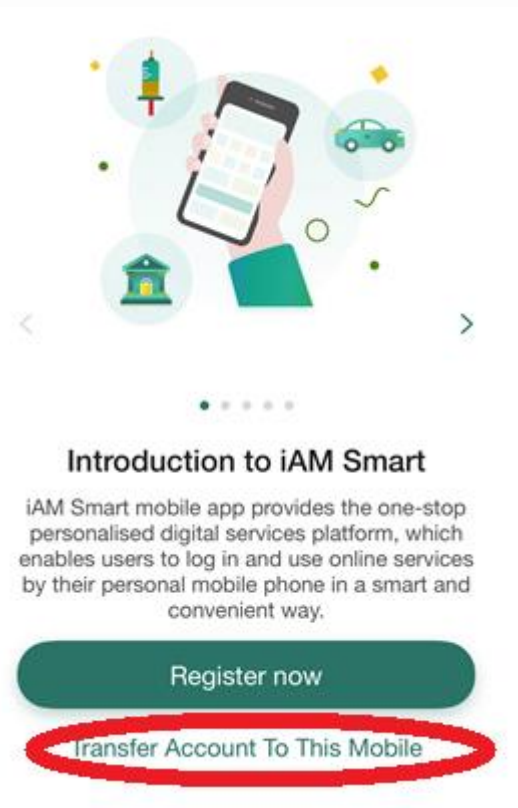 Introduction to iAM Smart
iAM Smart mobile app provides the one-stop
personalised digital services platform, which
enables users to log in and use online services
by their personal mobile phone in a smart and
convenient way.
Register now
Transfer Account To This Mobile